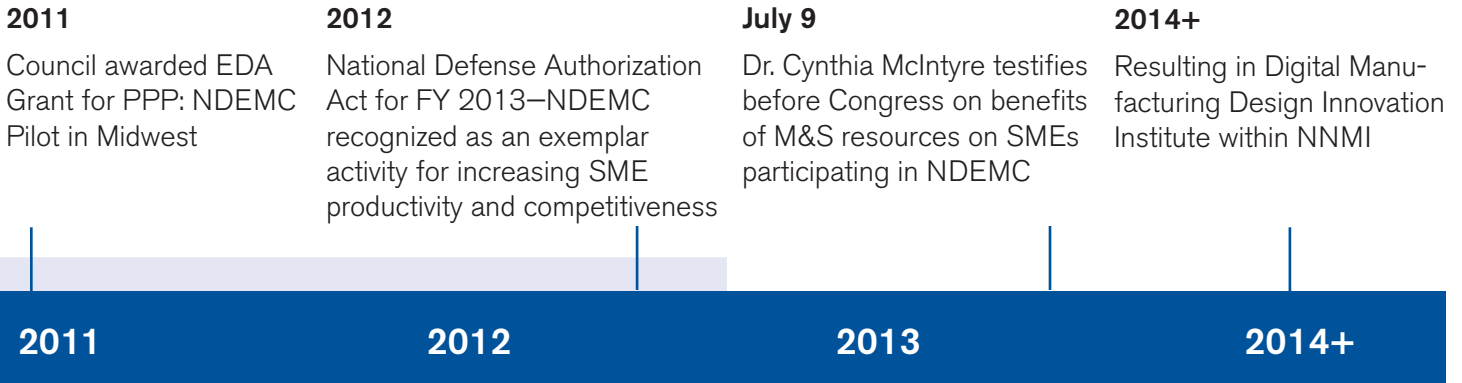 2011
Council awarded EDA
Grant for PPP: NDEMC
Pilot in Midwest
2012
National Defense Authorization
Act for FY 2013—NDEMC
recognized as an exemplar
activity for increasing SME
productivity and competitiveness
July 9
Dr. Cynthia McIntyre testifies
before Congress on benefits
of M&S resources on SMEs
participating in NDEMC
2014+
Resulting in Digital Manu-
facturing Design Innovation
Institute within NNMI
2011
2012
2013
2014+